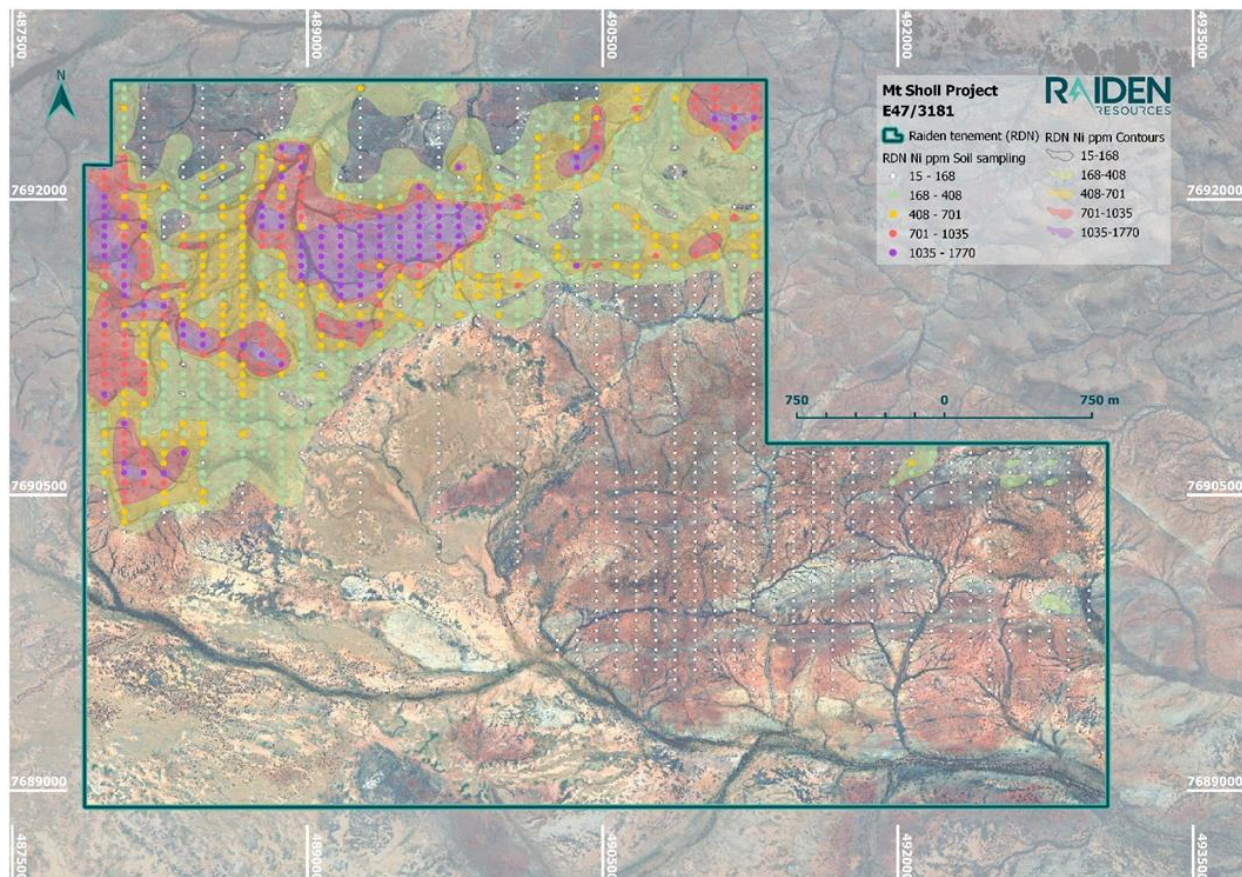 487500
489000
490500
492000
493500
N
Mt Sholl Project
E47/3181
RAIDEN
RESOURCES
Raiden tenement (RDN)
RDN Ni ppm Soil sampling
15 - 168
168 - 408
408 - 701
701 - 1035
1035 - 1770
RDN Ni ppm Contours
15-168
168-408
408-701
701-1035
1035-1770
7692000
7692000
750
0
750 m
7690500
7690500
7689000
7689000
487500
489000
490500
492000
493500